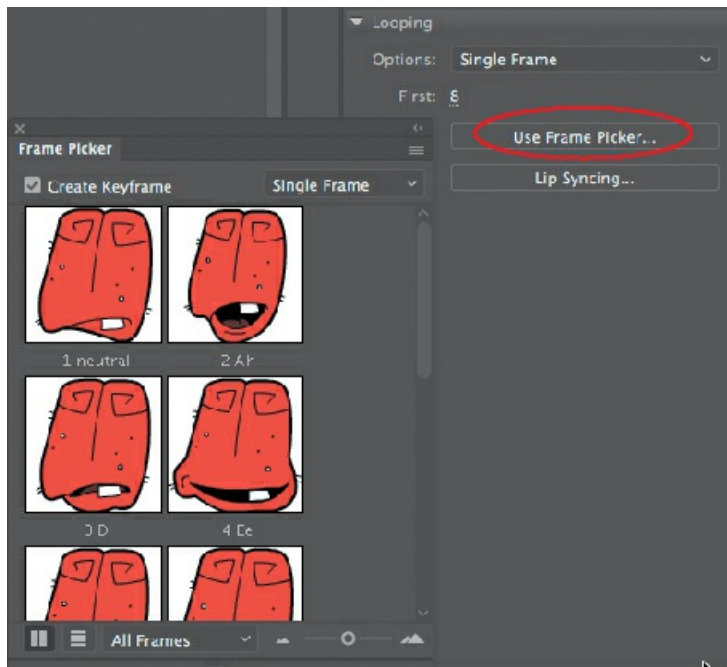 Looping
Options: Single Frame
First: 8
Use Frame Picker...
Lip Syncing...
Frame Picker
Create Keyframe Single Frame
1 neutral 2 Ah
3 D 4 Ee
All Frames